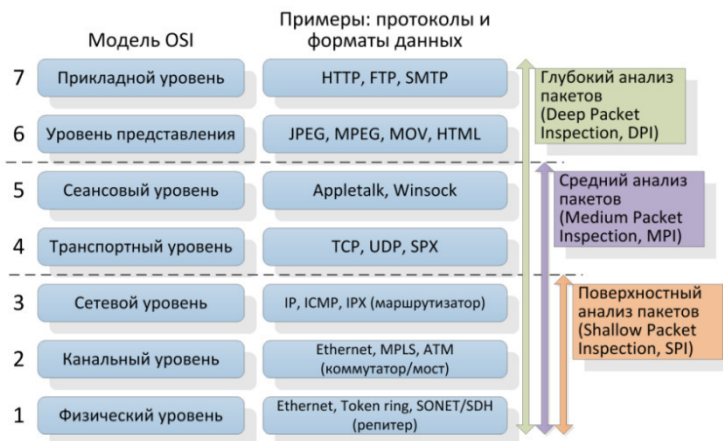 Модель OSI
Примеры: протоколы и
форматы данных
7
Прикладной уровень
HTTP, FTP, SMTP
6
Уровень представления
JPEG, MPEG, MOV, HTML
5
Сеансовый уровень
Appletalk, Winsock
4
Транспортный уровень
TCP, UDP, SPX
3
Сетевой уровень
IP, ICMP, IPX (маршрутизатор)
2
Канальный уровень
Ethernet, MPLS, ATM
(коммутатор/мост)
1
Физический уровень
Ethernet, Token ring, SONET/SDH
(репитер)
Глубокий анализ
пакетов
(Deep Packet
Inspection, DPI)
Средний анализ
пакетов
(Medium Packet
Inspection, MPI)
Поверхностный
анализ пакетов
(Shallow Packet
Inspection, SPI)